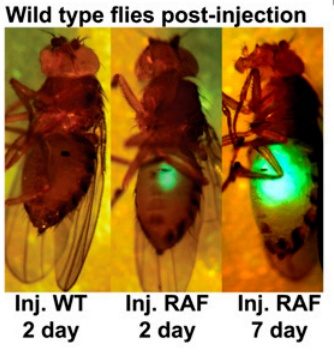 Wild type flies post-injection
Inj. WT
2 day
Inj. RAF
2 day
Inj. RAF
7 day